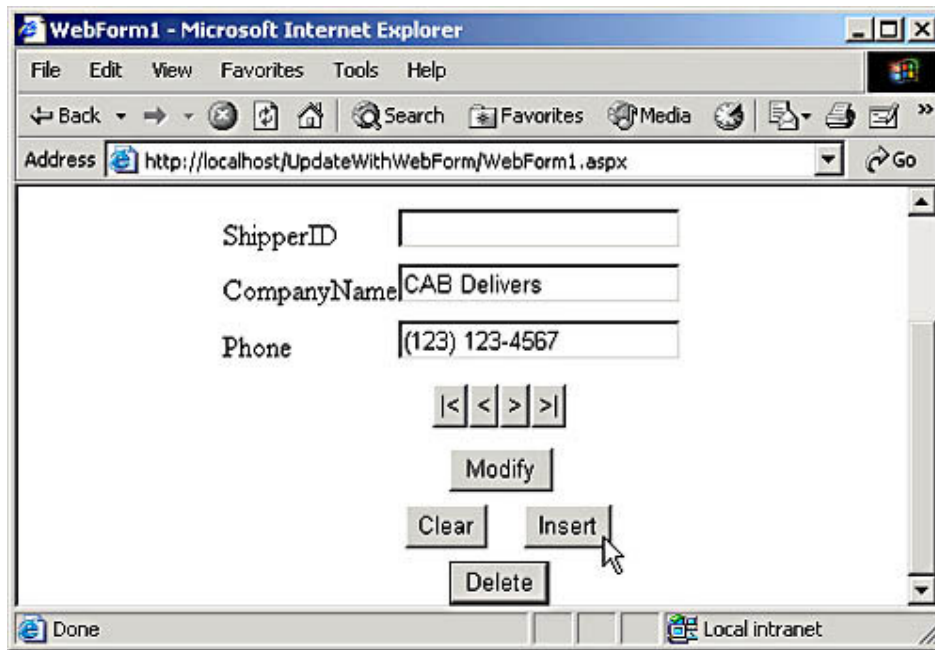 WebForm1 - Microsoft Internet Explorer
File Edit View Favorites Tools Help
Back Search Favorites Media »
Address http://localhost/UpdateWithWebForm/WebForm1.aspx Go
ShipperID
CompanyName CAB Delivers
Phone (123) 123-4567
|< < > >|
Modify
Clear Insert
Delete
Done Local intranet